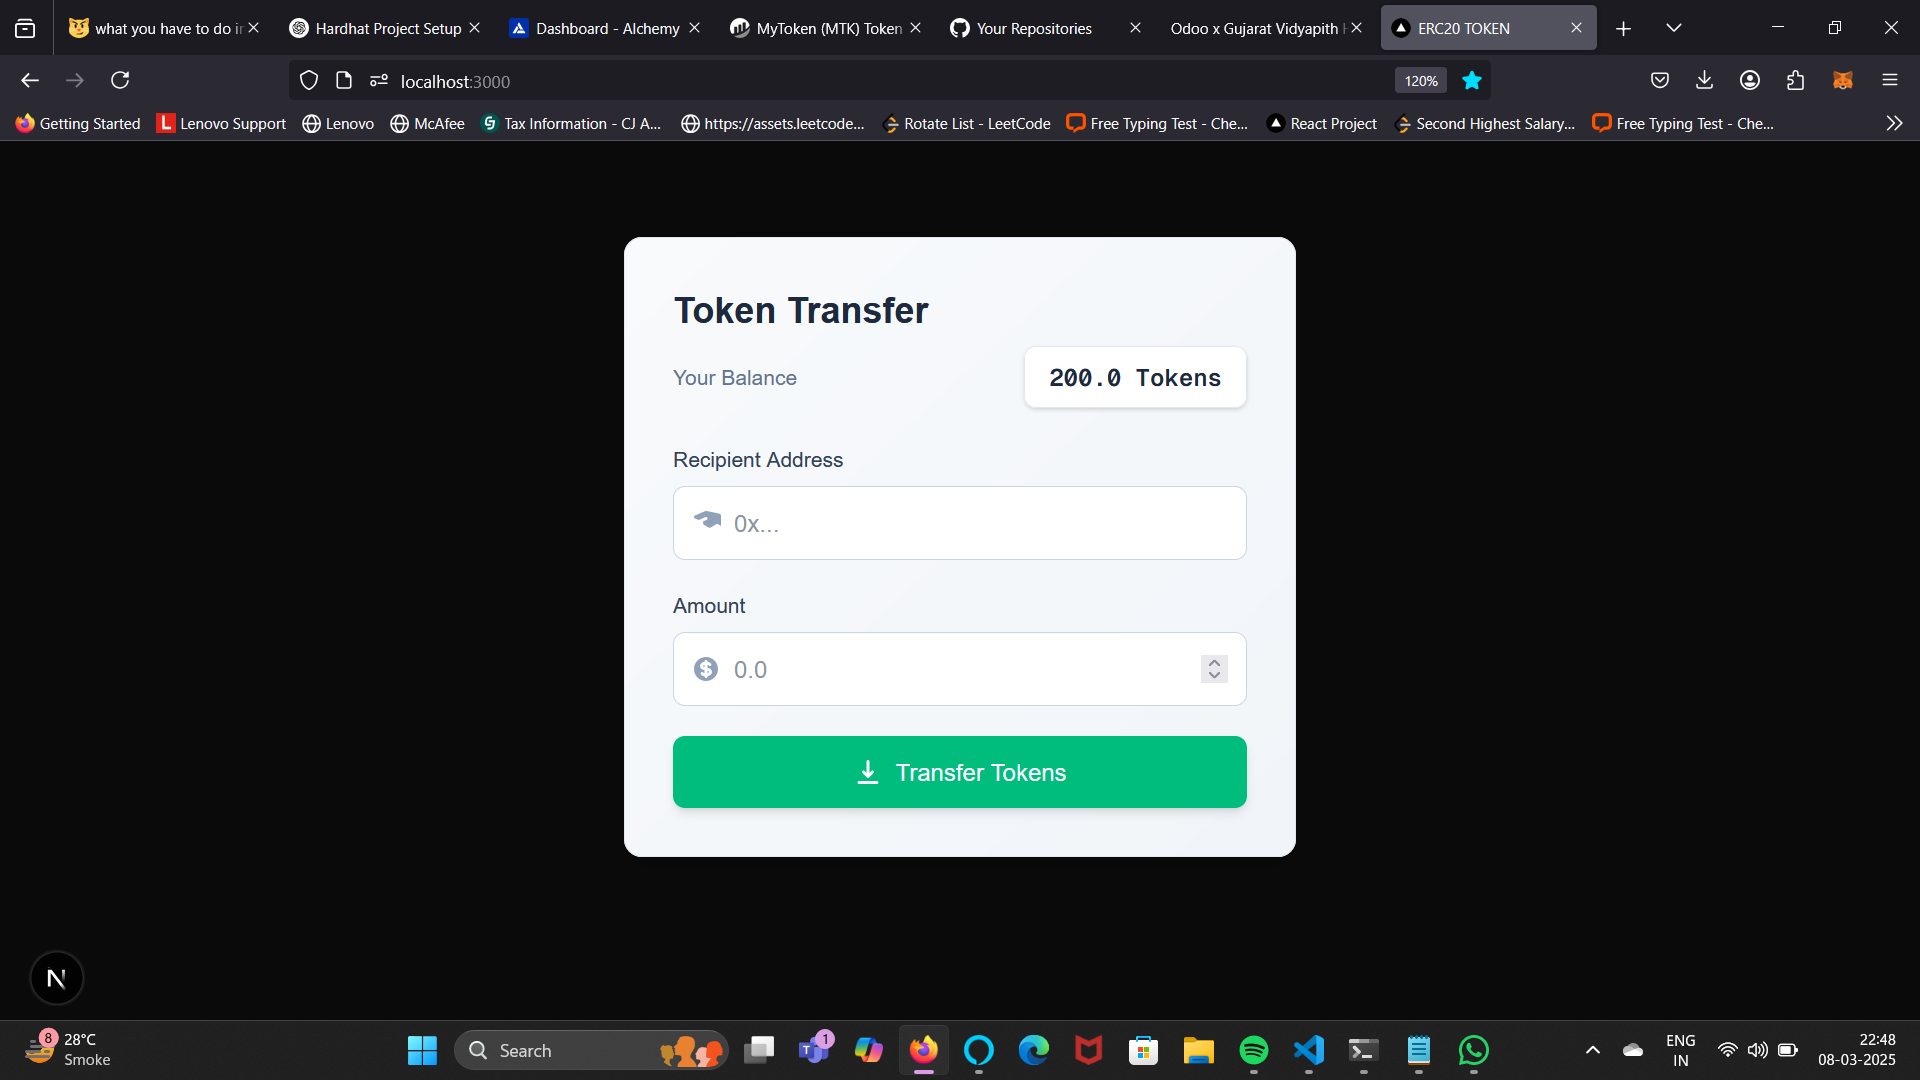 what you have to do in
Hardhat Project Setup
Dashboard - Alchemy
MyToken (MTK) Token
Your Repositories
Odoo x Gujarat Vidyapith
ERC20 TOKEN
localhost:3000
120%
Getting Started
Lenovo Support
Lenovo
McAfee
Tax Information - CJ A...
https://assets.leetcode...
Rotate List - LeetCode
Free Typing Test - Che...
React Project
Second Highest Salary...
Free Typing Test - Che...
Token Transfer
Your Balance
200.0 Tokens
Recipient Address
0x...
Amount
0.0
Transfer Tokens
N
8
28°C
Smoke
Search
1
ENG
IN
22:48
08-03-2025